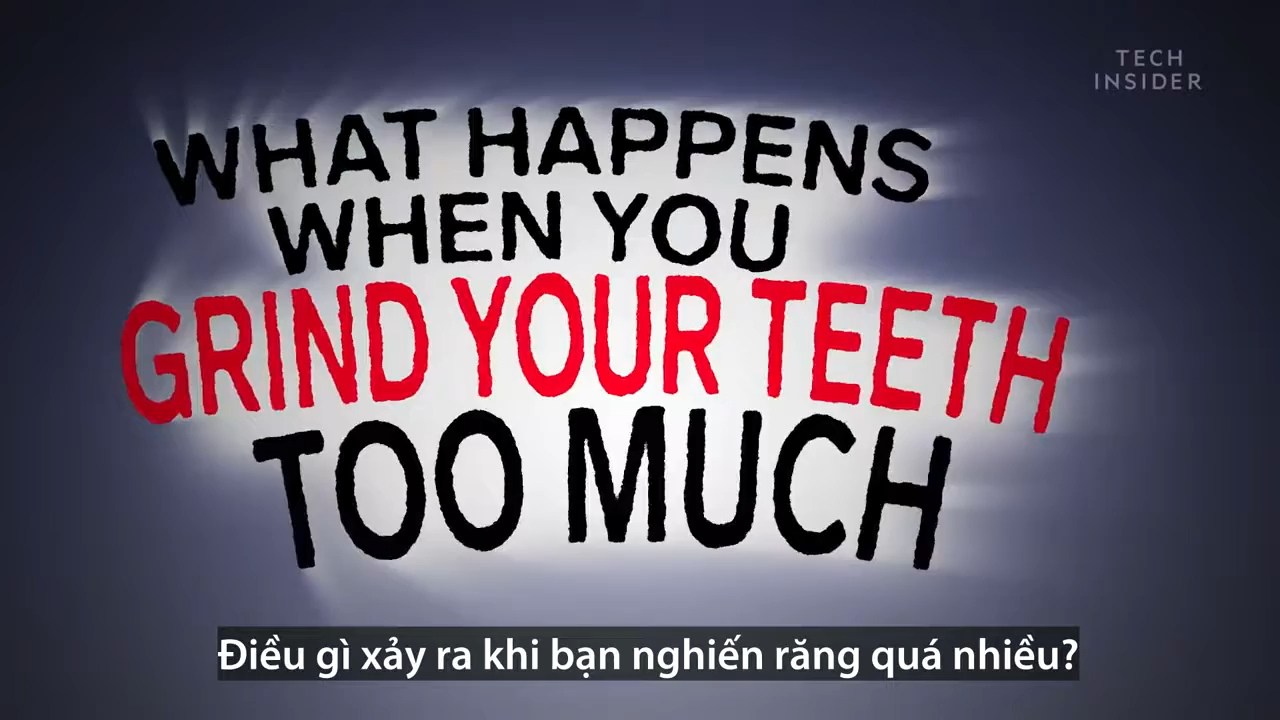 TECH
INSIDER
WHAT HAPPENS
WHEN YOU
GRIND YOUR TEETH
TOO MUCH
Điều gì xảy ra khi bạn nghiến răng quá nhiều?